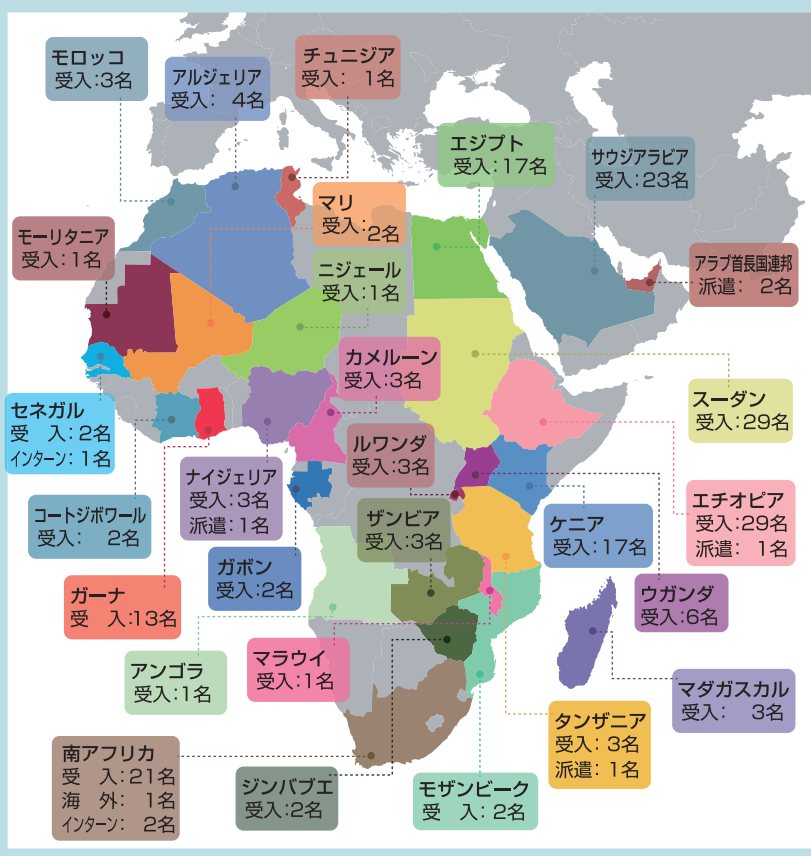 モロッコ
受入:3名
アルジェリア
受入: 4名
チュニジア
受入: 1名
エジプト
受入:17名
サウジアラビア
受入:23名
マリ
受入:2名
モーリタニア
受入:1名
ニジェール
受入:1名
アラブ首長国連邦
派遣: 2名
カメルーン
受入:3名
スーダン
受入:29名
セネガル
受 入:2名
インターン:1名
ルワンダ
受入:3名
ナイジェリア
受入:3名
派遣:1名
エチオピア
受入:29名
派遣: 1名
コートジボワール
受入: 2名
ザンビア
受入:3名
ケニア
受入:17名
ガボン
受入:2名
ガーナ
受 入:13名
ウガンダ
受入:6名
アンゴラ
受入:1名
マラウイ
受入:1名
マダガスカル
受入: 3名
タンザニア
受入: 3名
派遣: 1名
南アフリカ
受 入:21名
海 外: 1名
インターン: 2名
ジンバブエ
受入:2名
モザンビーク
受 入: 2名